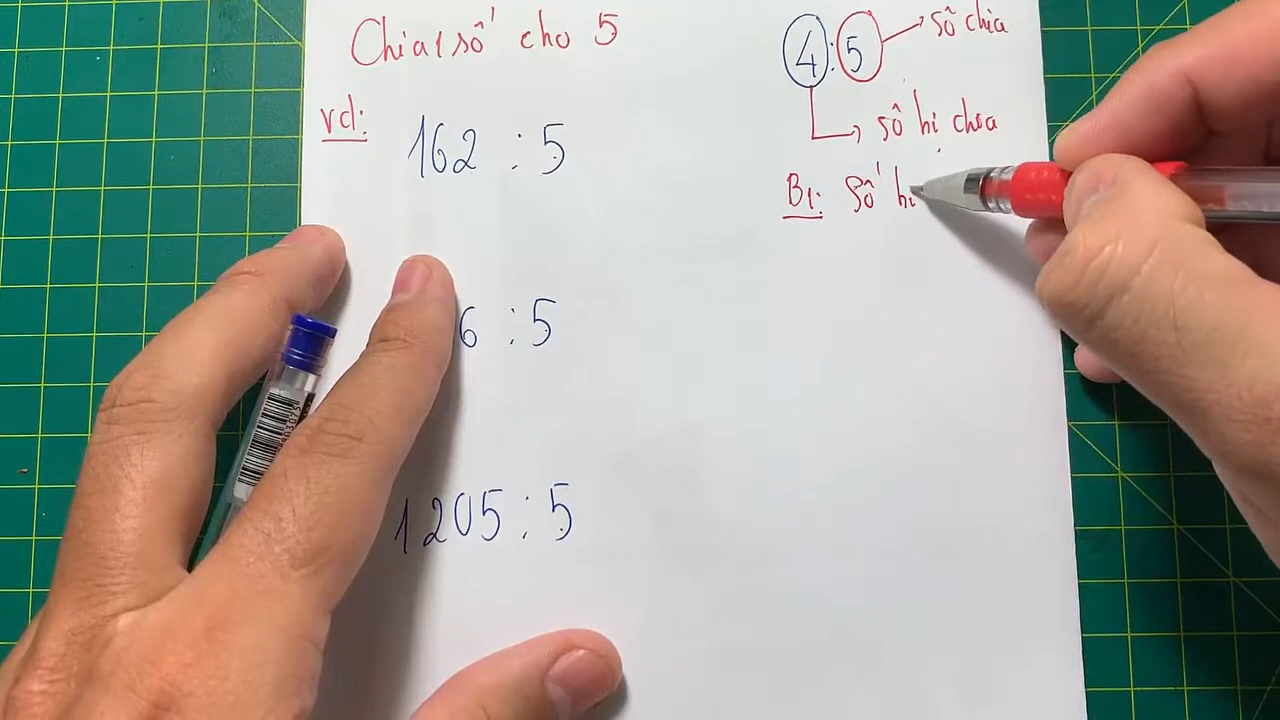 Chia 1 số cho 5
vd:
162 : 5
6 : 5
1205 : 5
4 : 5
số chia
số bị chia
B1: Số bị